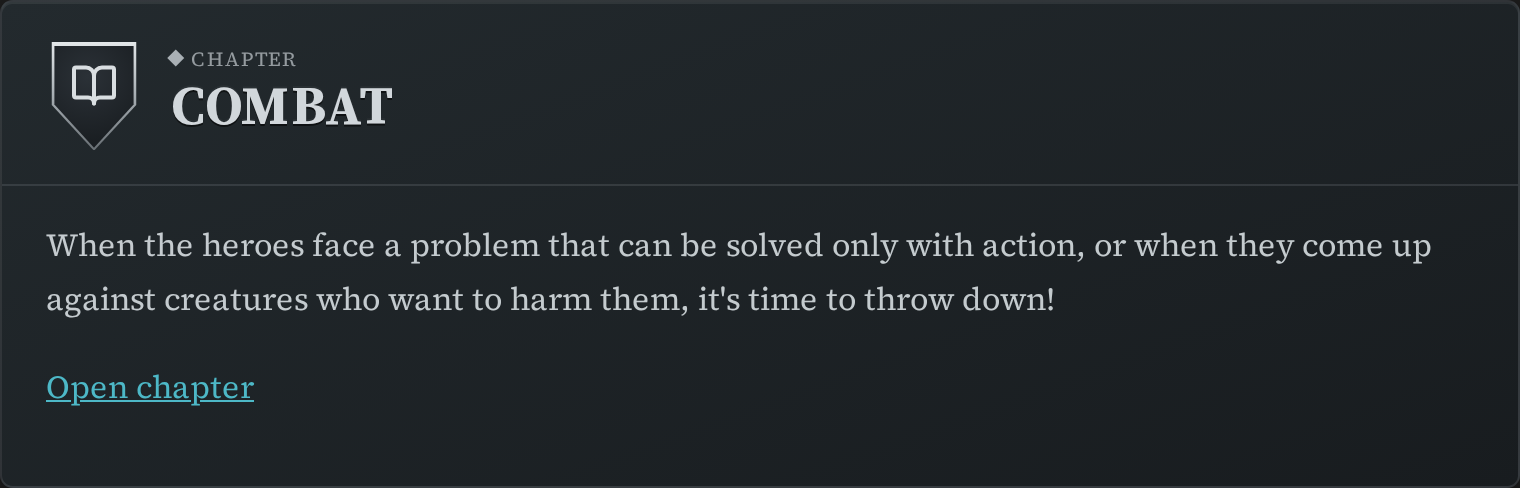 CHAPTER
COMBAT
When the heroes face a problem that can be solved only with action, or when they come up
against creatures who want to harm them, it's time to throw down!
Open chapter